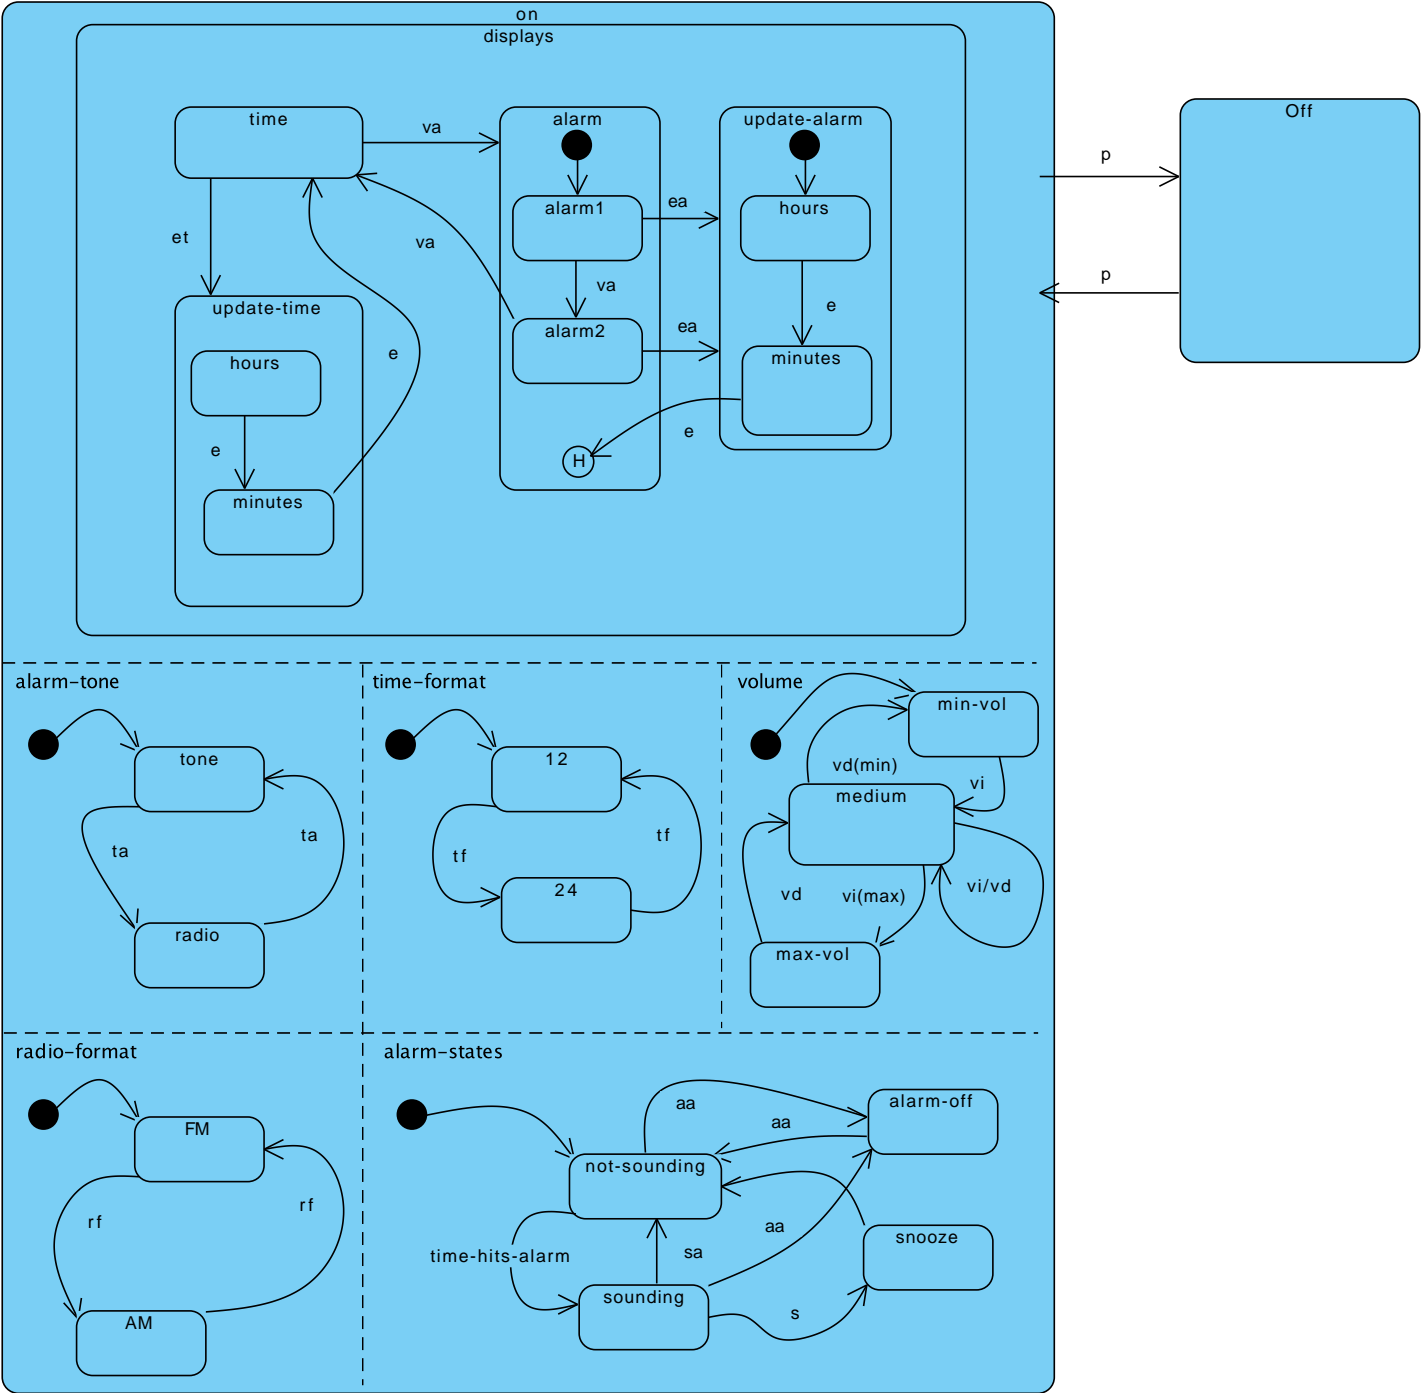 on
displays
time
va
alarm
update-alarm
Off
p
alarm1
ea
hours
et
va
va
p
update-time
alarm2
ea
e
hours
e
minutes
e
e
H
minutes
alarm-tone
time-format
volume
min-vol
tone
12
vd(min)
vi
medium
ta
ta
tf
tf
24
vd
vi(max)
vi/vd
radio
max-vol
radio-format
alarm-states
FM
aa
aa
alarm-off
not-sounding
rf
rf
time-hits-alarm
sa
aa
snooze
AM
sounding
s